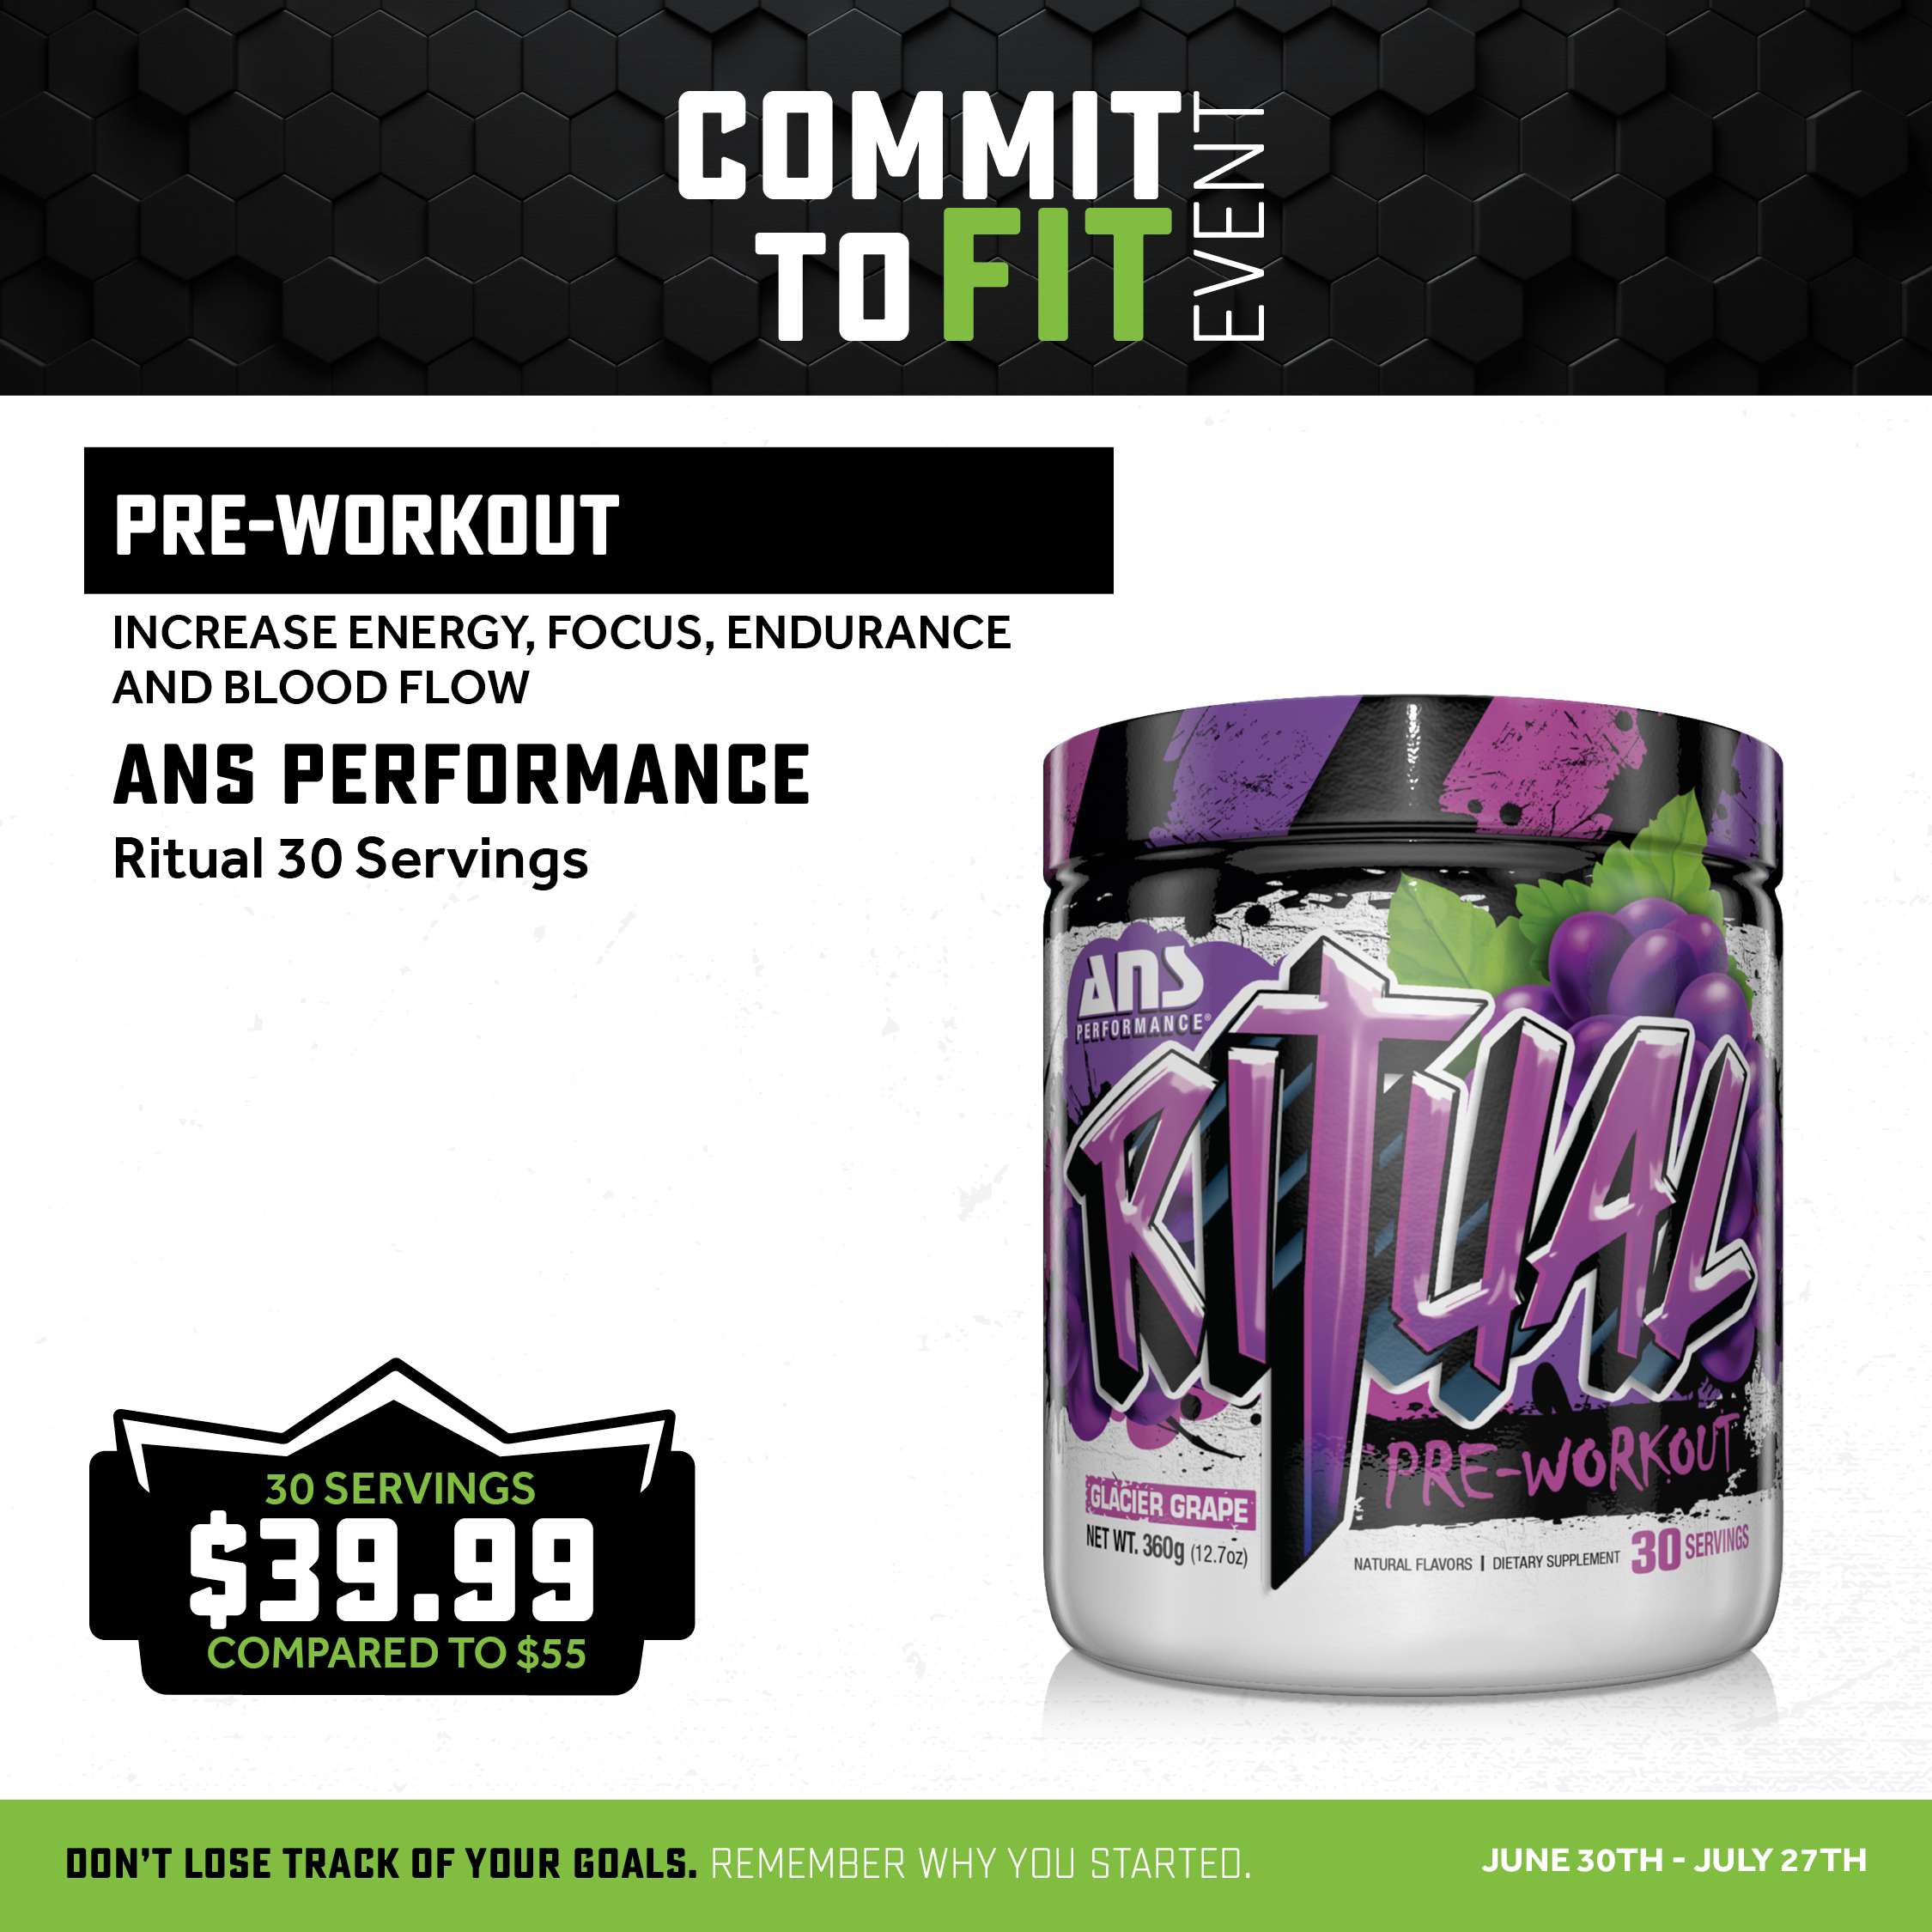 COMMIT
TO FIT
EVENT
PRE-WORKOUT
INCREASE ENERGY, FOCUS, ENDURANCE
AND BLOOD FLOW
ANS PERFORMANCE
Ritual 30 Servings
ANS
PERFORMANCE®
RITUAL
PRE-WORKOUT
GLACIER GRAPE
NET WT. 360g (12.7oz)
NATURAL FLAVORS | DIETARY SUPPLEMENT
30 SERVINGS
30 SERVINGS
$39.99
COMPARED TO $55
DON'T LOSE TRACK OF YOUR GOALS. REMEMBER WHY YOU STARTED.
JUNE 30TH - JULY 27TH